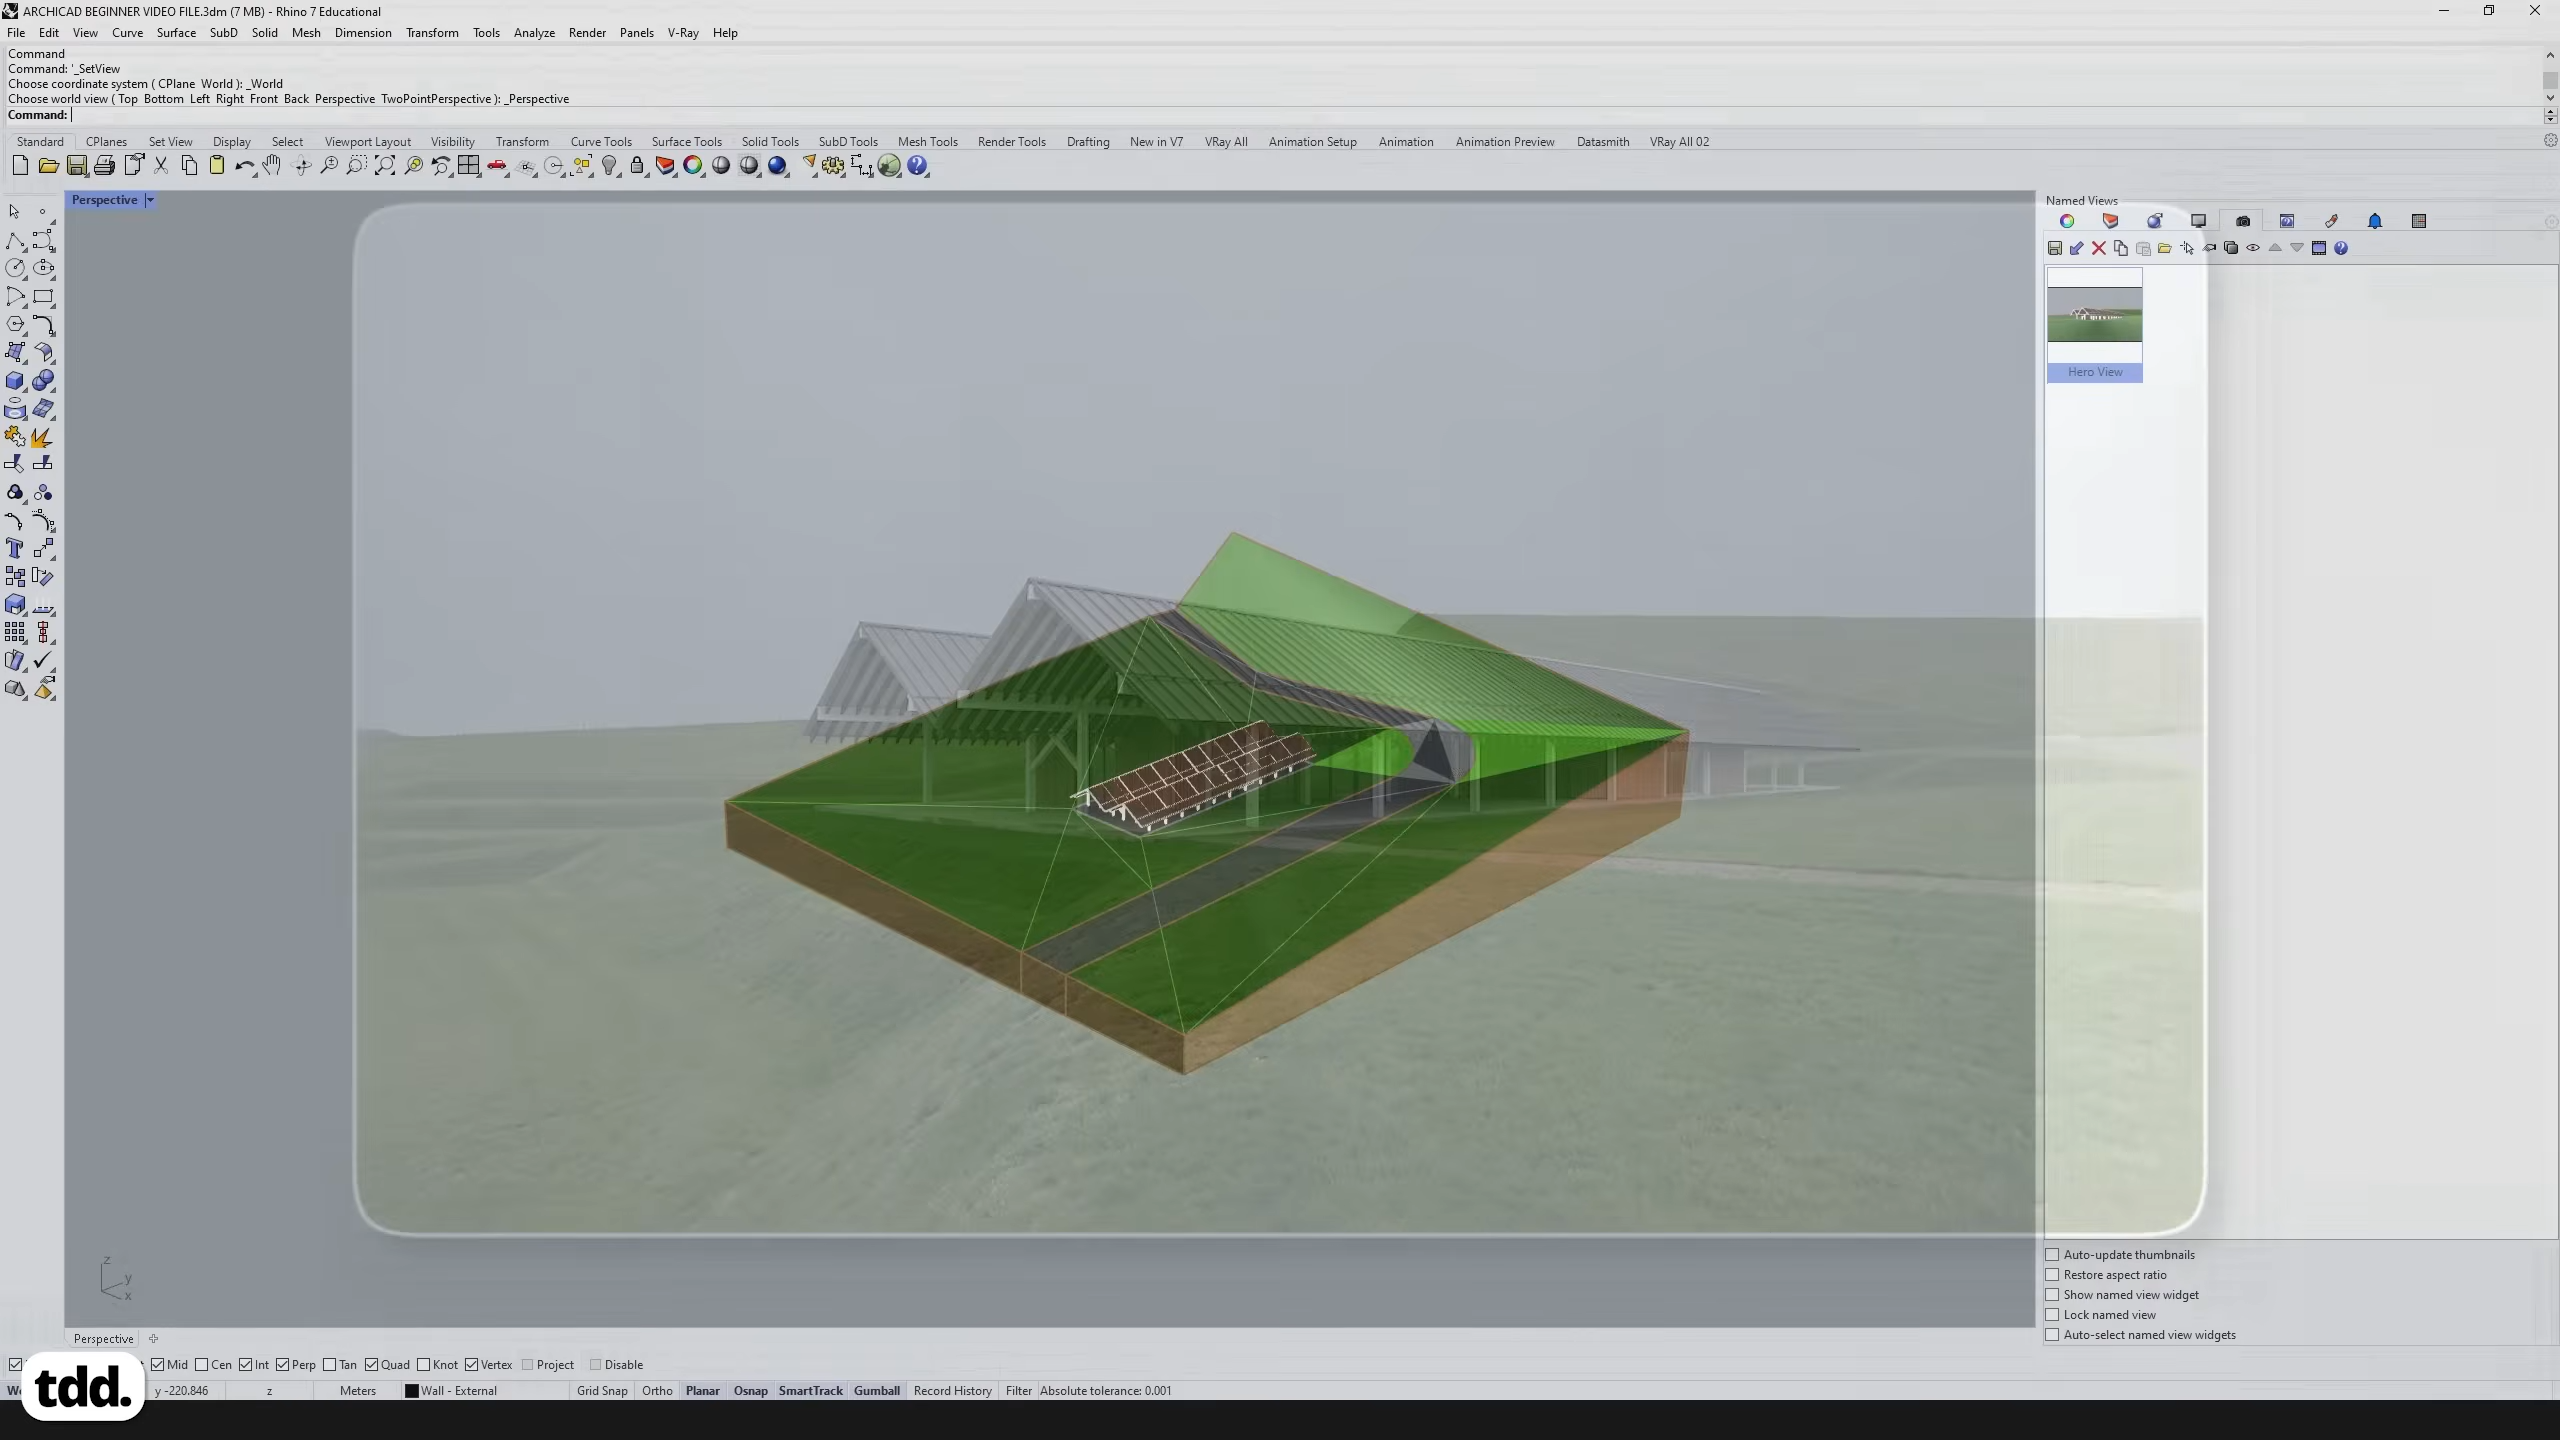 ARCHICAD BEGINNER VIDEO FILE.3dm (7 MB) - Rhino 7 Educational
File Edit View Curve Surface SubD Solid Mesh Dimension Transform Tools Analyze Render Panels V-Ray Help
Command
Command: '_SetView
Choose coordinate system ( CPlane World ): _World
Choose world view ( Top Bottom Left Right Front Back Perspective TwoPointPerspective ): _Perspective
Command:
Standard CPlanes Set View Display Select Viewport Layout Visibility Transform Curve Tools Surface Tools Solid Tools SubD Tools Mesh Tools Render Tools Drafting New in V7 VRay All Animation Setup Animation Animation Preview Datasmith VRay All 02
Perspective
Named Views
Hero View
z
y
x
Auto-update thumbnails
Restore aspect ratio
Show named view widget
Lock named view
Auto-select named view widgets
Perspective
Mid Cen Int Perp Tan Quad Knot Vertex Project Disable
y -220.846 z Meters Wall - External Grid Snap Ortho Planar Osnap SmartTrack Gumball Record History Filter Absolute tolerance: 0.001
tdd.